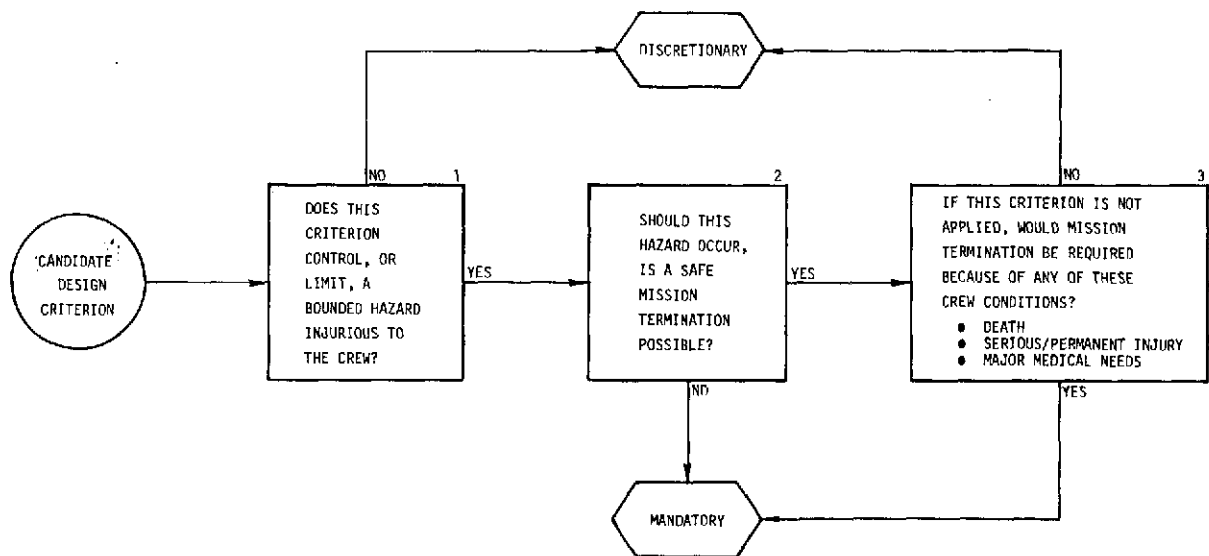 DISCRETIONARY
CANDIDATE
DESIGN
CRITERION
NO
1
DOES THIS
CRITERION
CONTROL, OR
LIMIT, A
BOUNDED HAZARD
INJURIOUS TO
THE CREW?
YES
2
SHOULD THIS
HAZARD OCCUR,
IS A SAFE
MISSION
TERMINATION
POSSIBLE?
YES
NO
NO
3
IF THIS CRITERION IS NOT
APPLIED, WOULD MISSION
TERMINATION BE REQUIRED
BECAUSE OF ANY OF THESE
CREW CONDITIONS?
● DEATH
● SERIOUS/PERMANENT INJURY
● MAJOR MEDICAL NEEDS
YES
MANDATORY